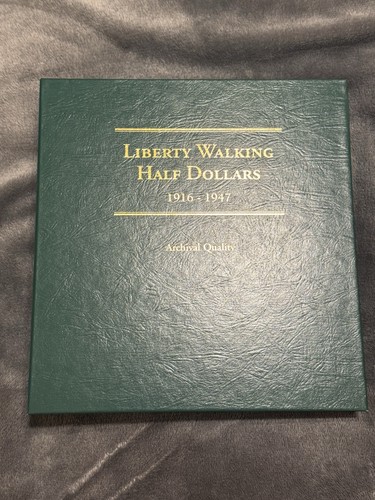 Liberty Walking
Half Dollars
1916 - 1947
Archival Quality